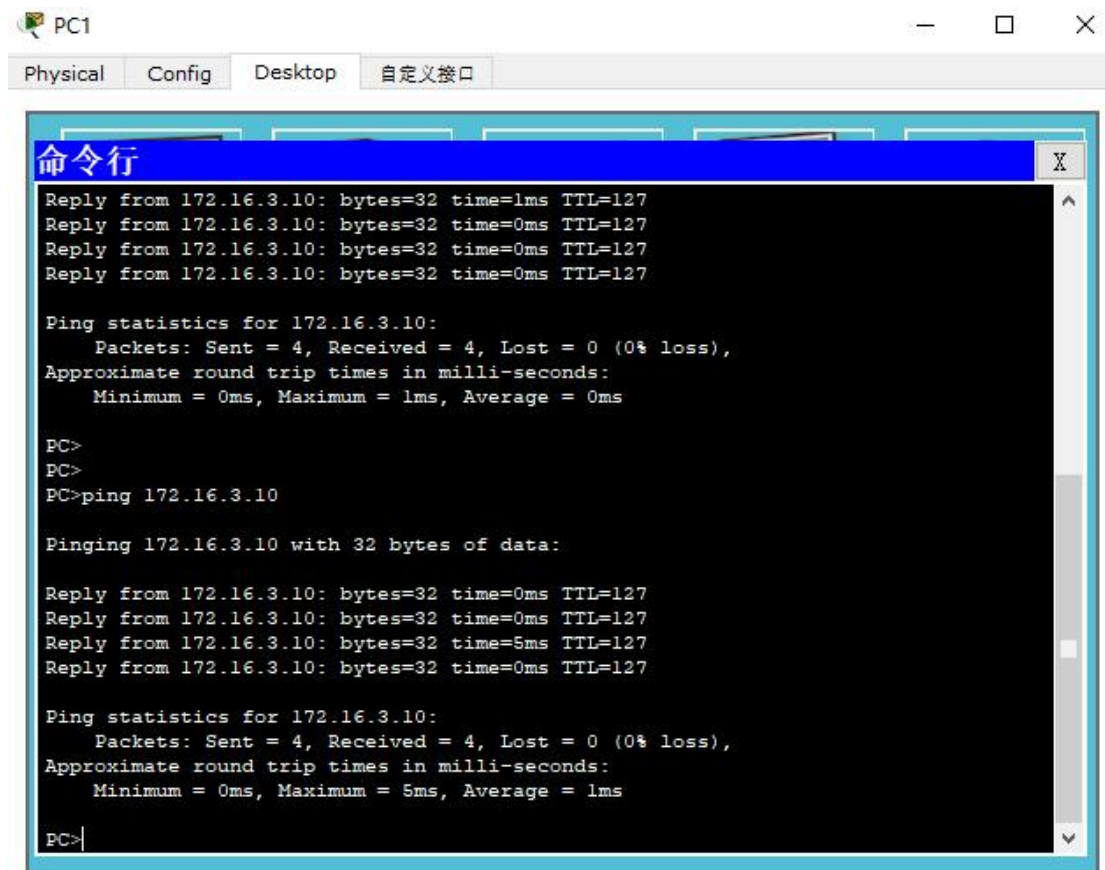 PC1
Physical Config Desktop 自定义接口
命令行 X
Reply from 172.16.3.10: bytes=32 time=1ms TTL=127
Reply from 172.16.3.10: bytes=32 time=0ms TTL=127
Reply from 172.16.3.10: bytes=32 time=0ms TTL=127
Reply from 172.16.3.10: bytes=32 time=0ms TTL=127
Ping statistics for 172.16.3.10:
Packets: Sent = 4, Received = 4, Lost = 0 (0% loss),
Approximate round trip times in milli-seconds:
Minimum = 0ms, Maximum = 1ms, Average = 0ms
PC>
PC>
PC>ping 172.16.3.10
Pinging 172.16.3.10 with 32 bytes of data:
Reply from 172.16.3.10: bytes=32 time=0ms TTL=127
Reply from 172.16.3.10: bytes=32 time=0ms TTL=127
Reply from 172.16.3.10: bytes=32 time=5ms TTL=127
Reply from 172.16.3.10: bytes=32 time=0ms TTL=127
Ping statistics for 172.16.3.10:
Packets: Sent = 4, Received = 4, Lost = 0 (0% loss),
Approximate round trip times in milli-seconds:
Minimum = 0ms, Maximum = 5ms, Average = 1ms
PC>